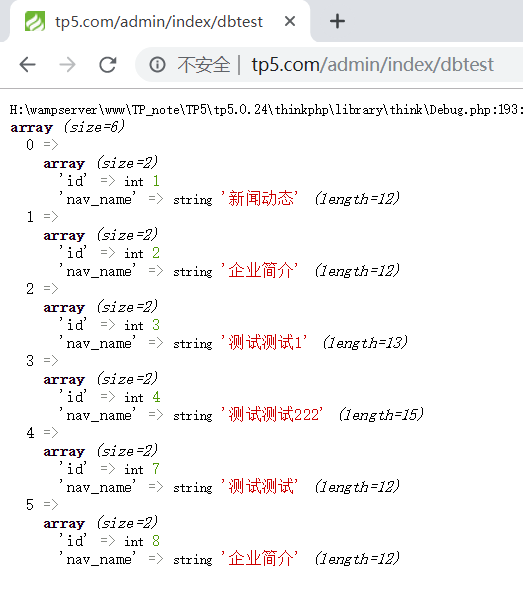 tp5.com/admin/index/dbtest
不安全 | tp5.com/admin/index/dbtest
H:\wampserver\www\TP_note\TP5\tp5.0.24\thinkphp\library\think\Debug.php:193:
array (size=6)
0 =>
array (size=2)
'id' => int 1
'nav_name' => string '新闻动态' (length=12)
1 =>
array (size=2)
'id' => int 2
'nav_name' => string '企业简介' (length=12)
2 =>
array (size=2)
'id' => int 3
'nav_name' => string '测试测试1' (length=13)
3 =>
array (size=2)
'id' => int 4
'nav_name' => string '测试测试222' (length=15)
4 =>
array (size=2)
'id' => int 7
'nav_name' => string '测试测试' (length=12)
5 =>
array (size=2)
'id' => int 8
'nav_name' => string '企业简介' (length=12)